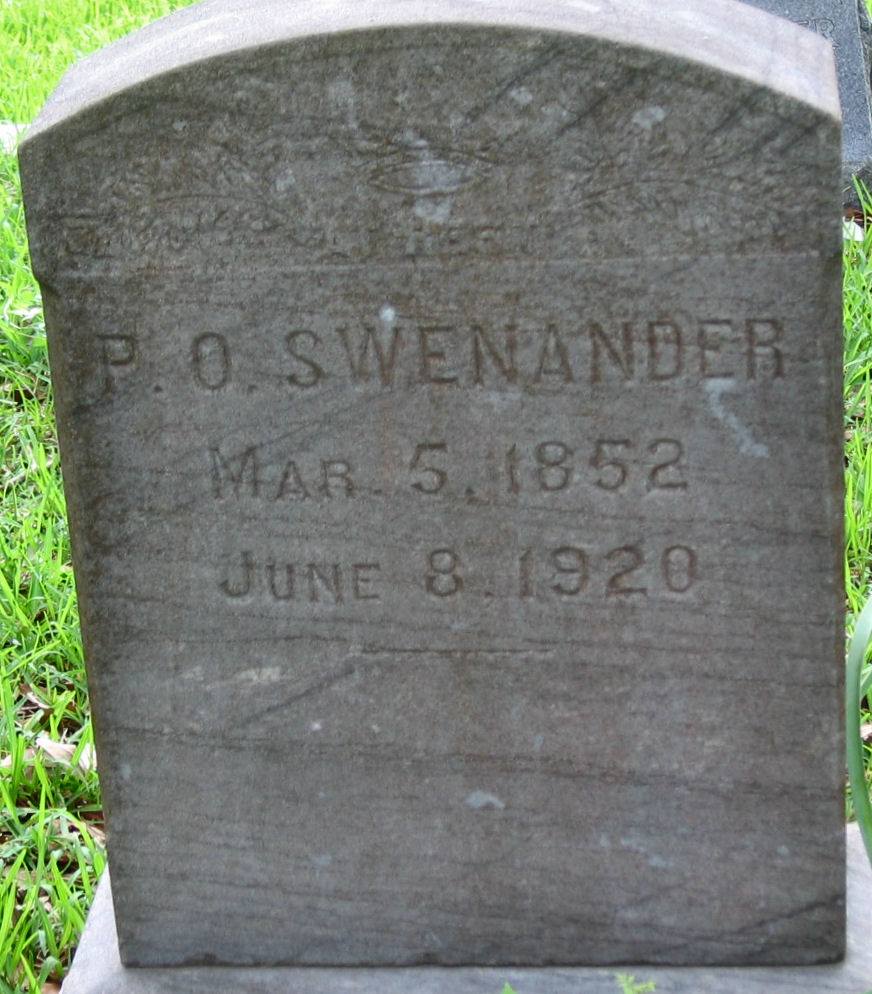 P. O. SWENANDER
MAR. 5, 1852
JUNE 8, 1920